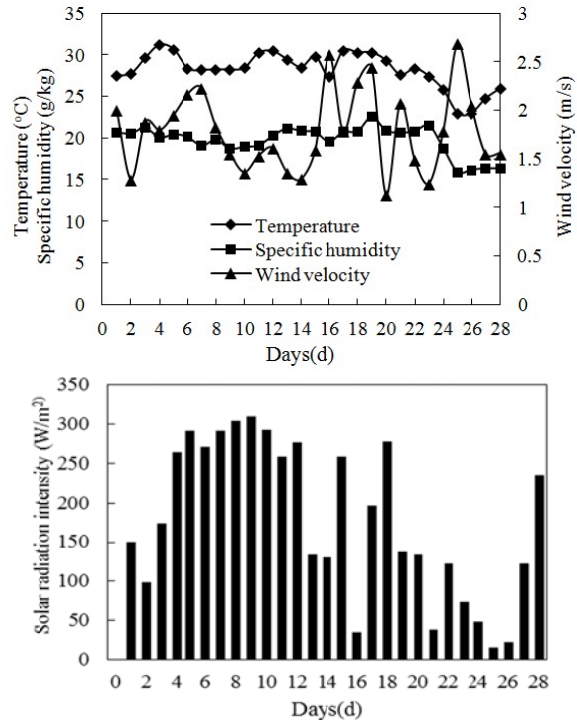 Temperature (°C)
Specific humidity (g/kg)
35
30
25
20
15
10
5
0
3
2.5
2
1.5
1
0.5
0
Wind velocity (m/s)
Temperature
Specific humidity
Wind velocity
0 2 4 6 8 10 12 14 16 18 20 22 24 26 28
Days(d)
Solar radiation intensity (W/m²)
350
300
250
200
150
100
50
0
0 2 4 6 8 10 12 14 16 18 20 22 24 26 28
Days(d)